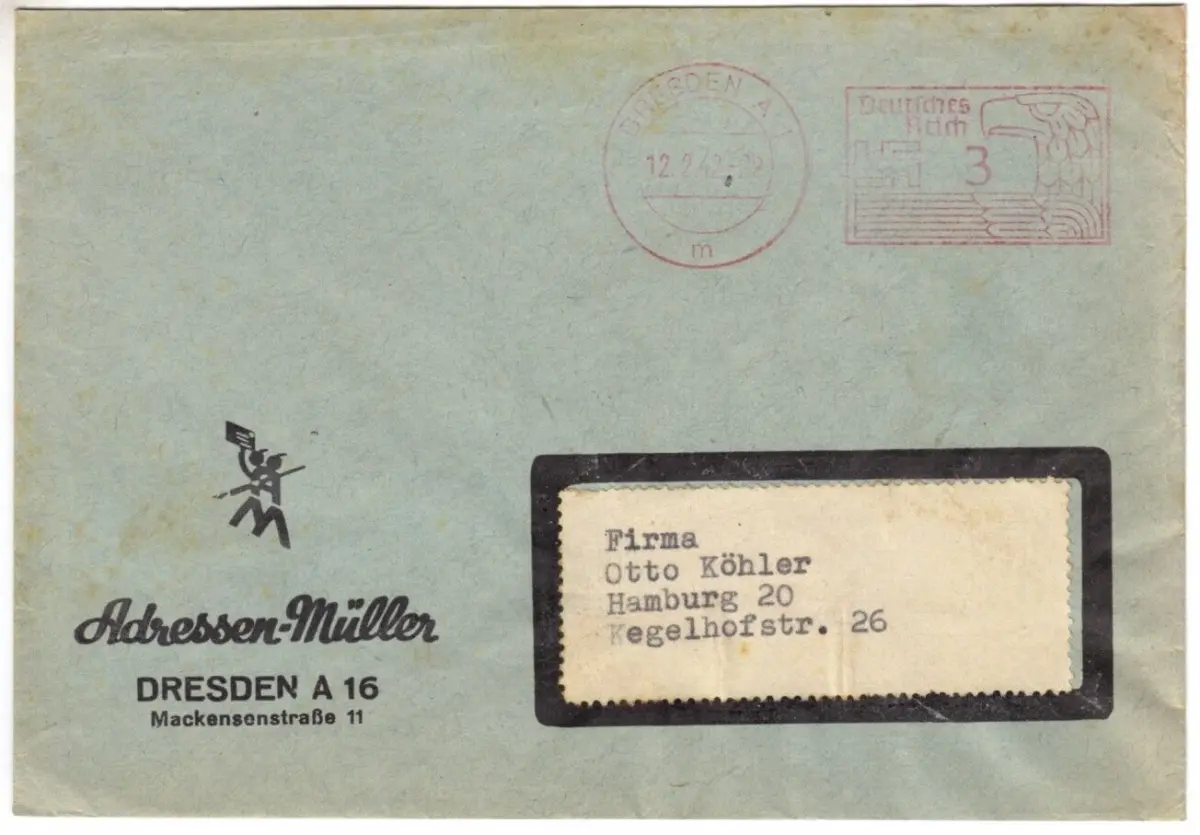 DRESDEN A 1
12.2.42.-22
m
Deutsches
Reich
3
Adressen-Müller
DRESDEN A 16
Mackensenstraße 11
Firma
Otto Köhler
Hamburg 20
Kegelhofstr. 26